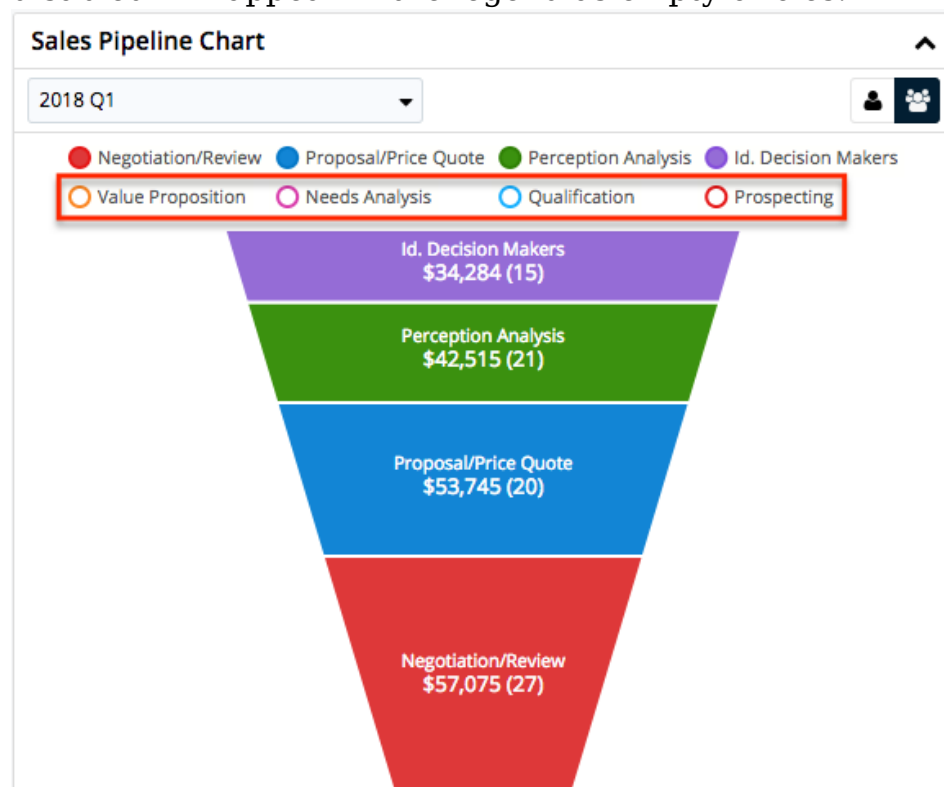 Sales Pipeline Chart
2018 Q1
Negotiation/Review Proposal/Price Quote Perception Analysis Id. Decision Makers
Value Proposition Needs Analysis Qualification Prospecting
Id. Decision Makers
$34,284 (15)
Perception Analysis
$42,515 (21)
Proposal/Price Quote
$53,745 (20)
Negotiation/Review
$57,075 (27)